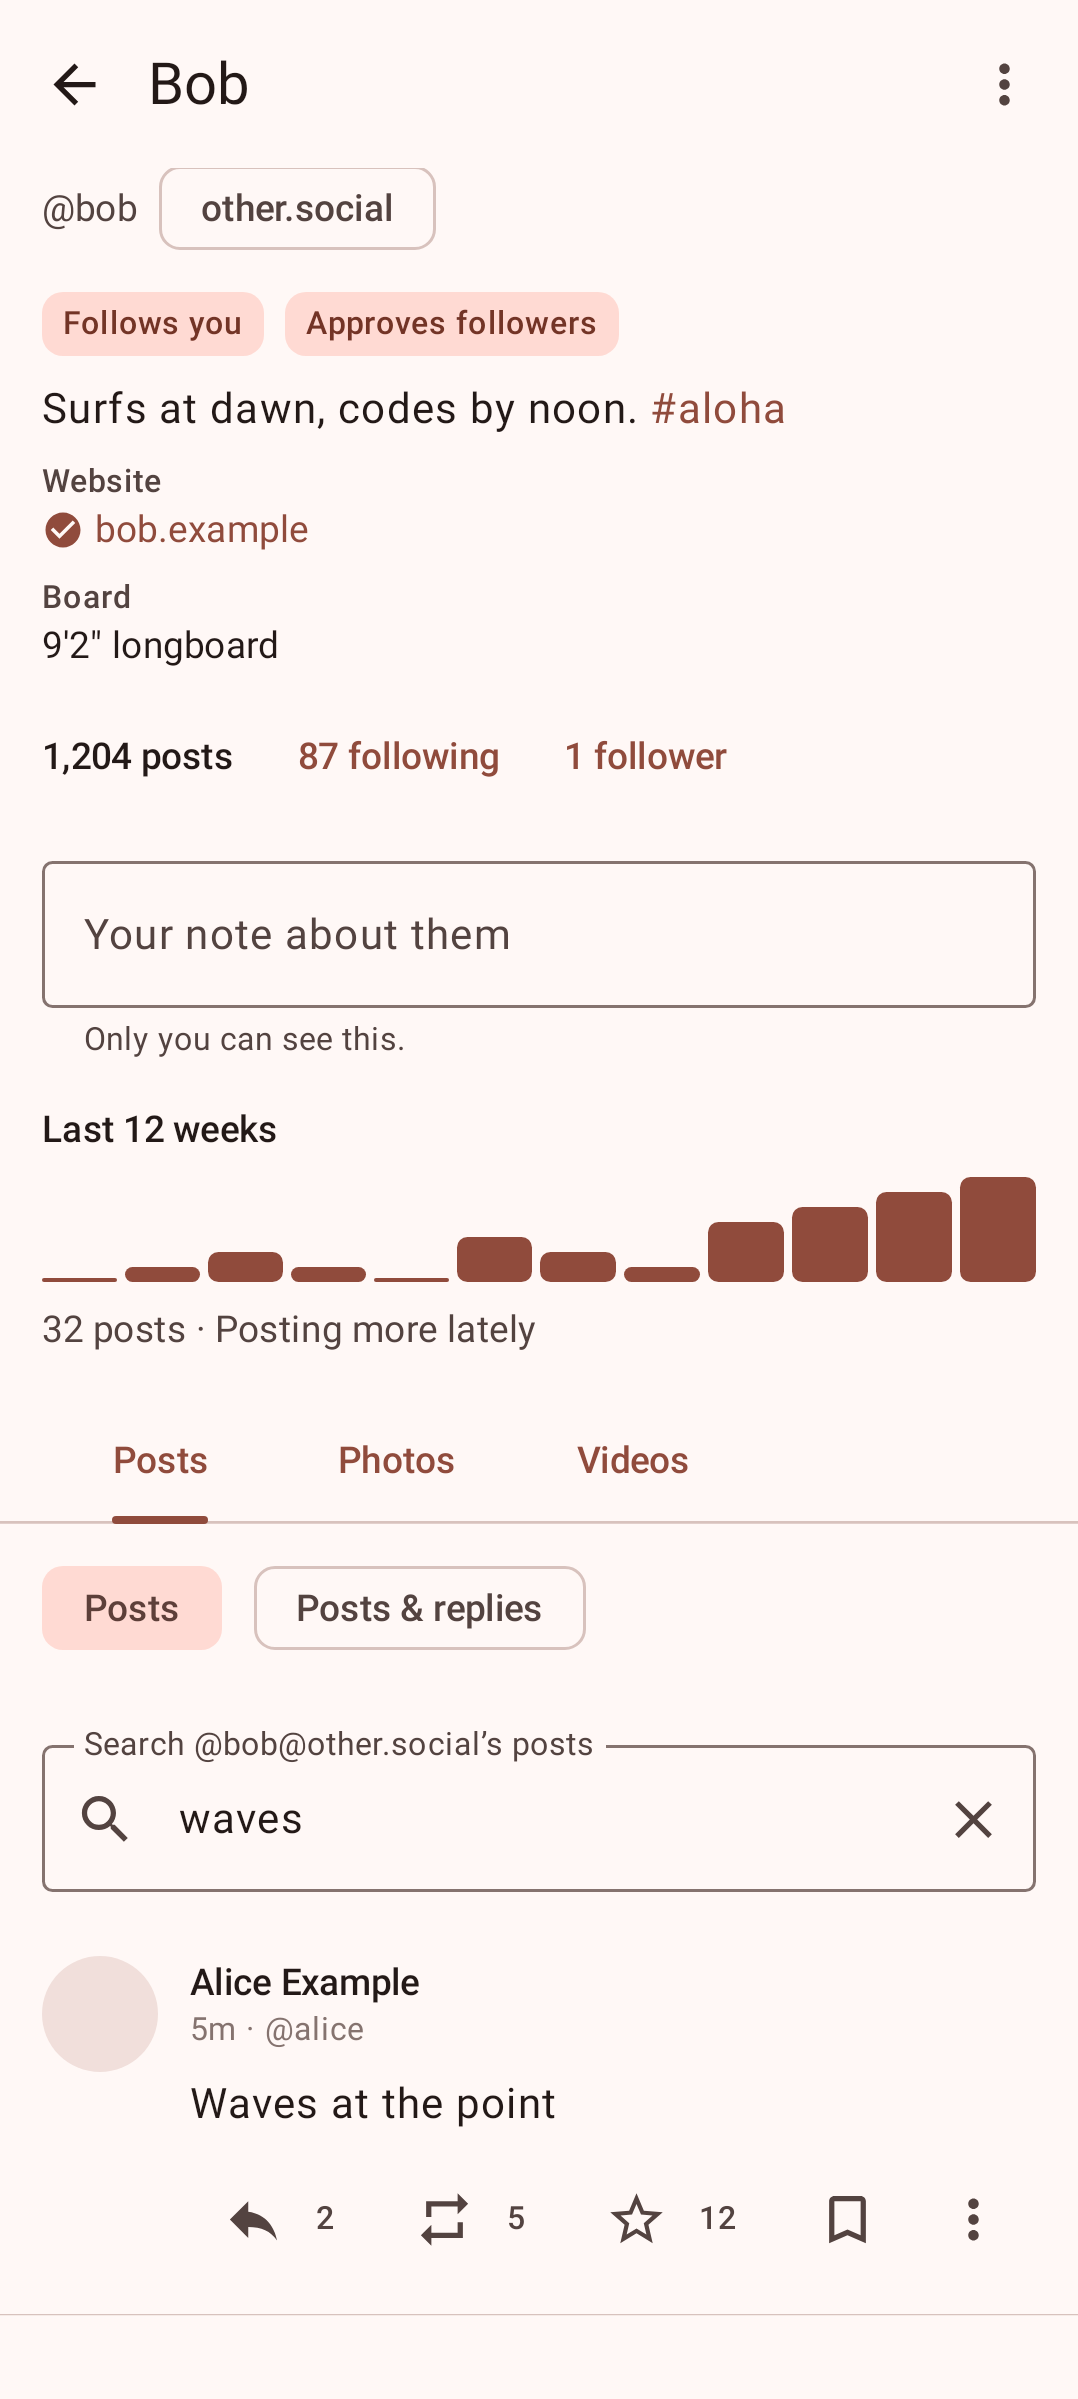 Bob
@bob other.social
Follows you Approves followers
Surfs at dawn, codes by noon. #aloha
Website
bob.example
Board
9'2" longboard
1,204 posts 87 following 1 follower
Your note about them
Only you can see this.
Last 12 weeks
32 posts · Posting more lately
Posts Photos Videos
Posts Posts & replies
Search @bob@other.social’s posts
waves
Alice Example
5m · @alice
Waves at the point
2 5 12